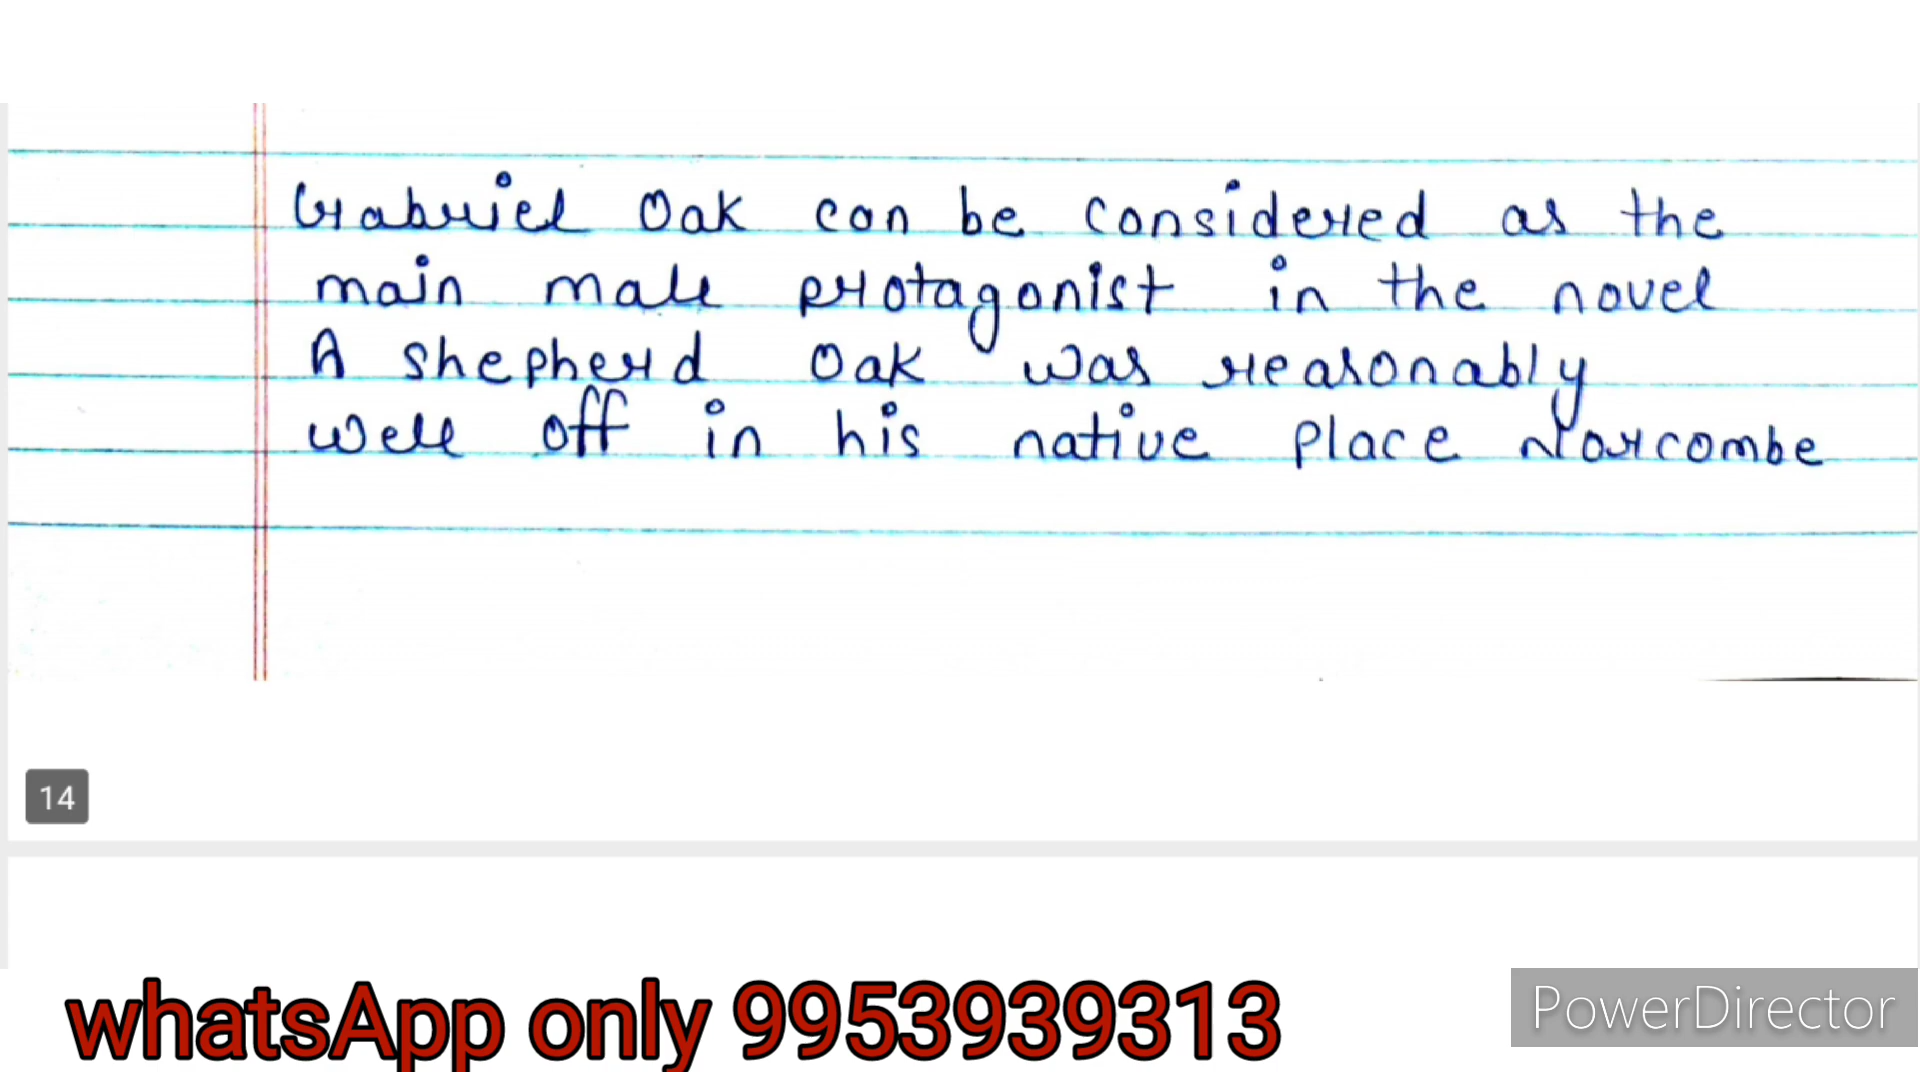 Gabriel Oak can be considered as the
main male protagonist in the novel
A shepherd Oak was reasonably
well off in his native place Norcombe
14
whatsApp only 9953939313
PowerDirector